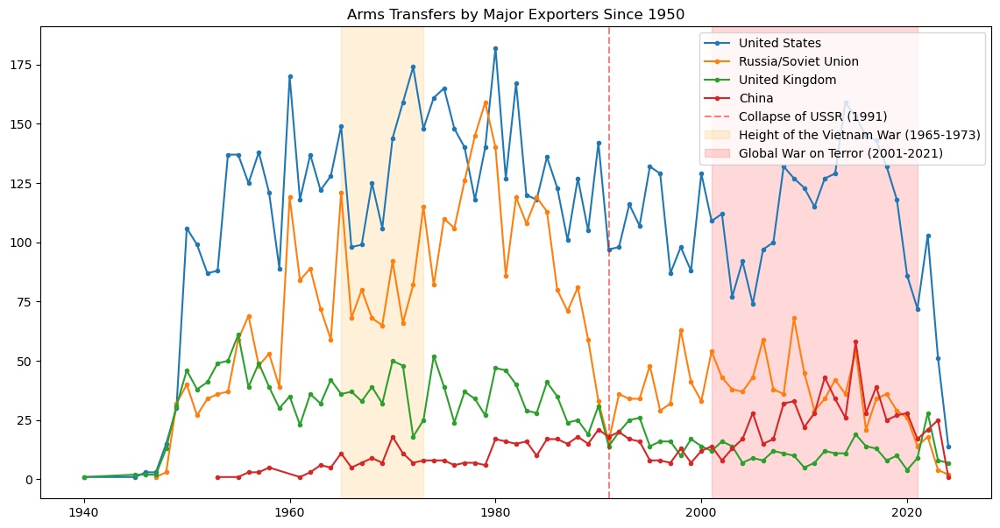 Arms Transfers by Major Exporters Since 1950
175
150
125
100
75
50
25
0
1940
1960
1980
2000
2020
United States
Russia/Soviet Union
United Kingdom
China
Collapse of USSR (1991)
Height of the Vietnam War (1965-1973)
Global War on Terror (2001-2021)